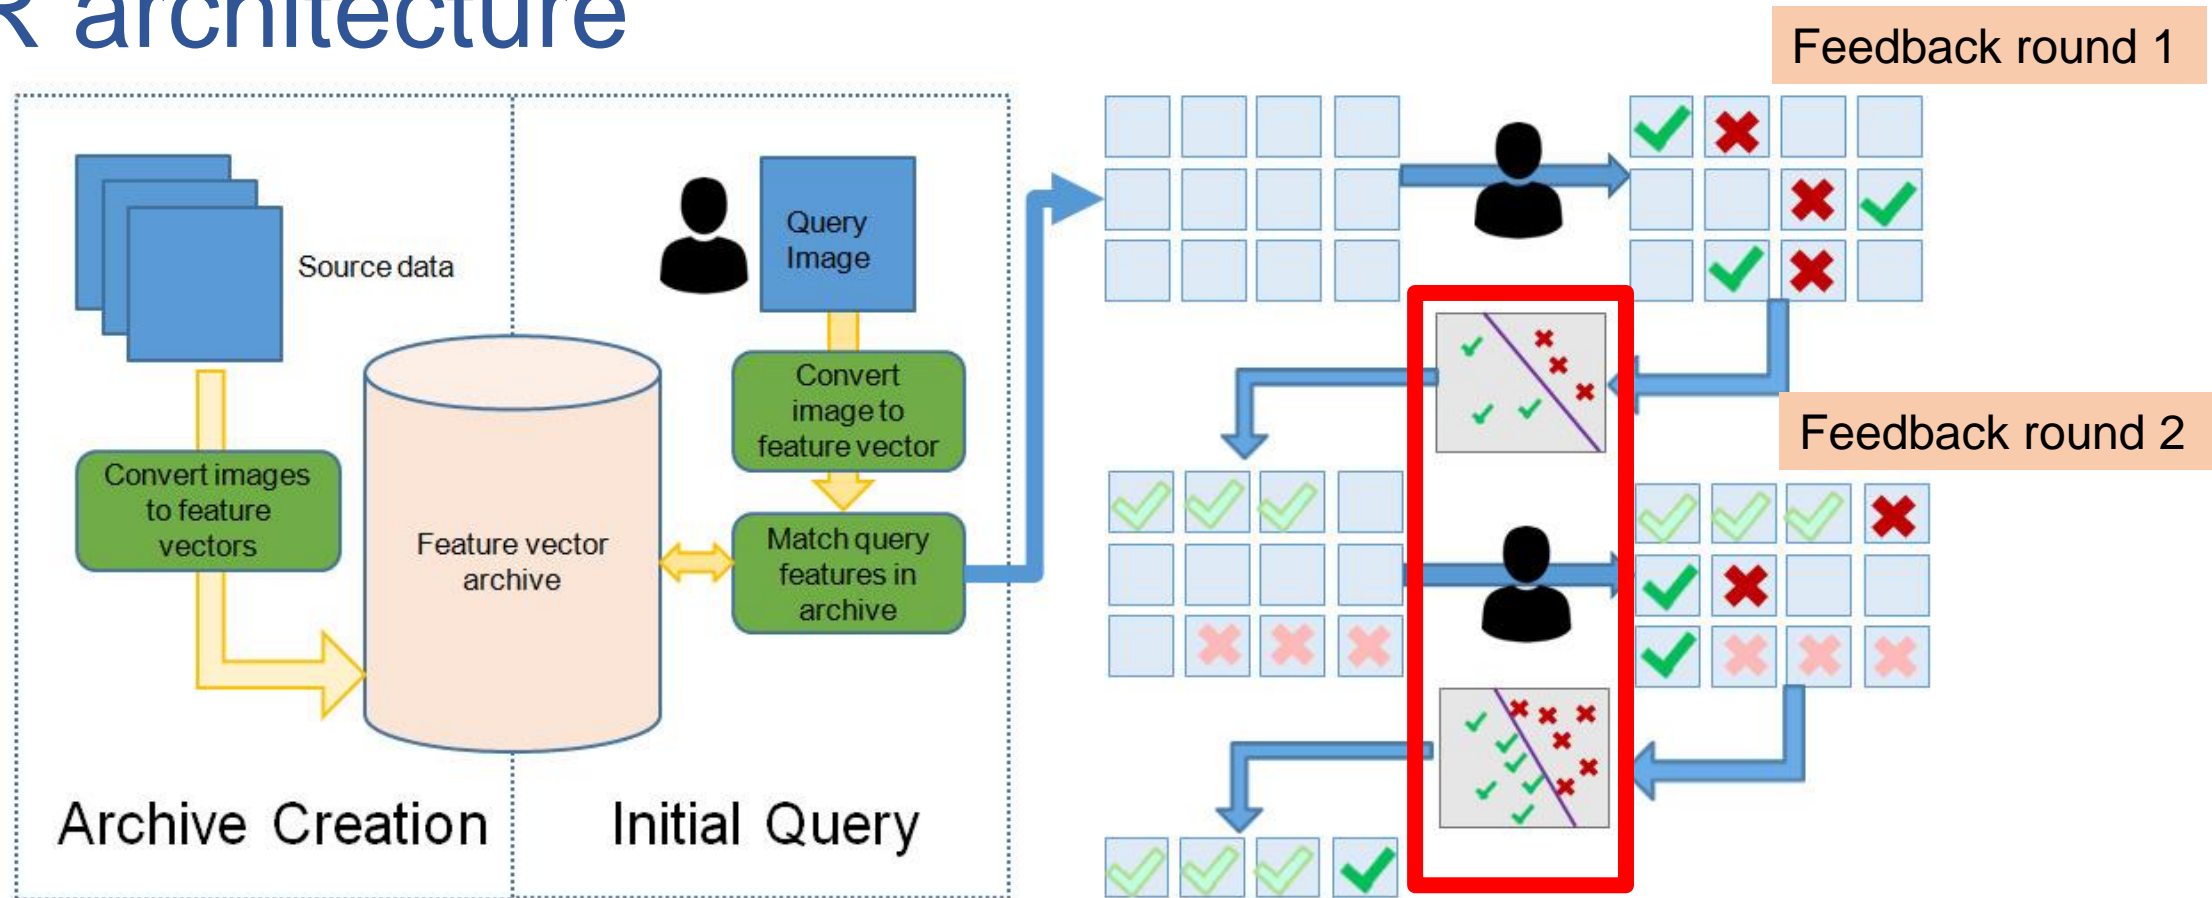 R architecture
Feedback round 1
Source data
Query
Image
Convert
image to
feature vector
Convert images
to feature
vectors
Feature vector
archive
Match query
features in
archive
Feedback round 2
Archive Creation
Initial Query